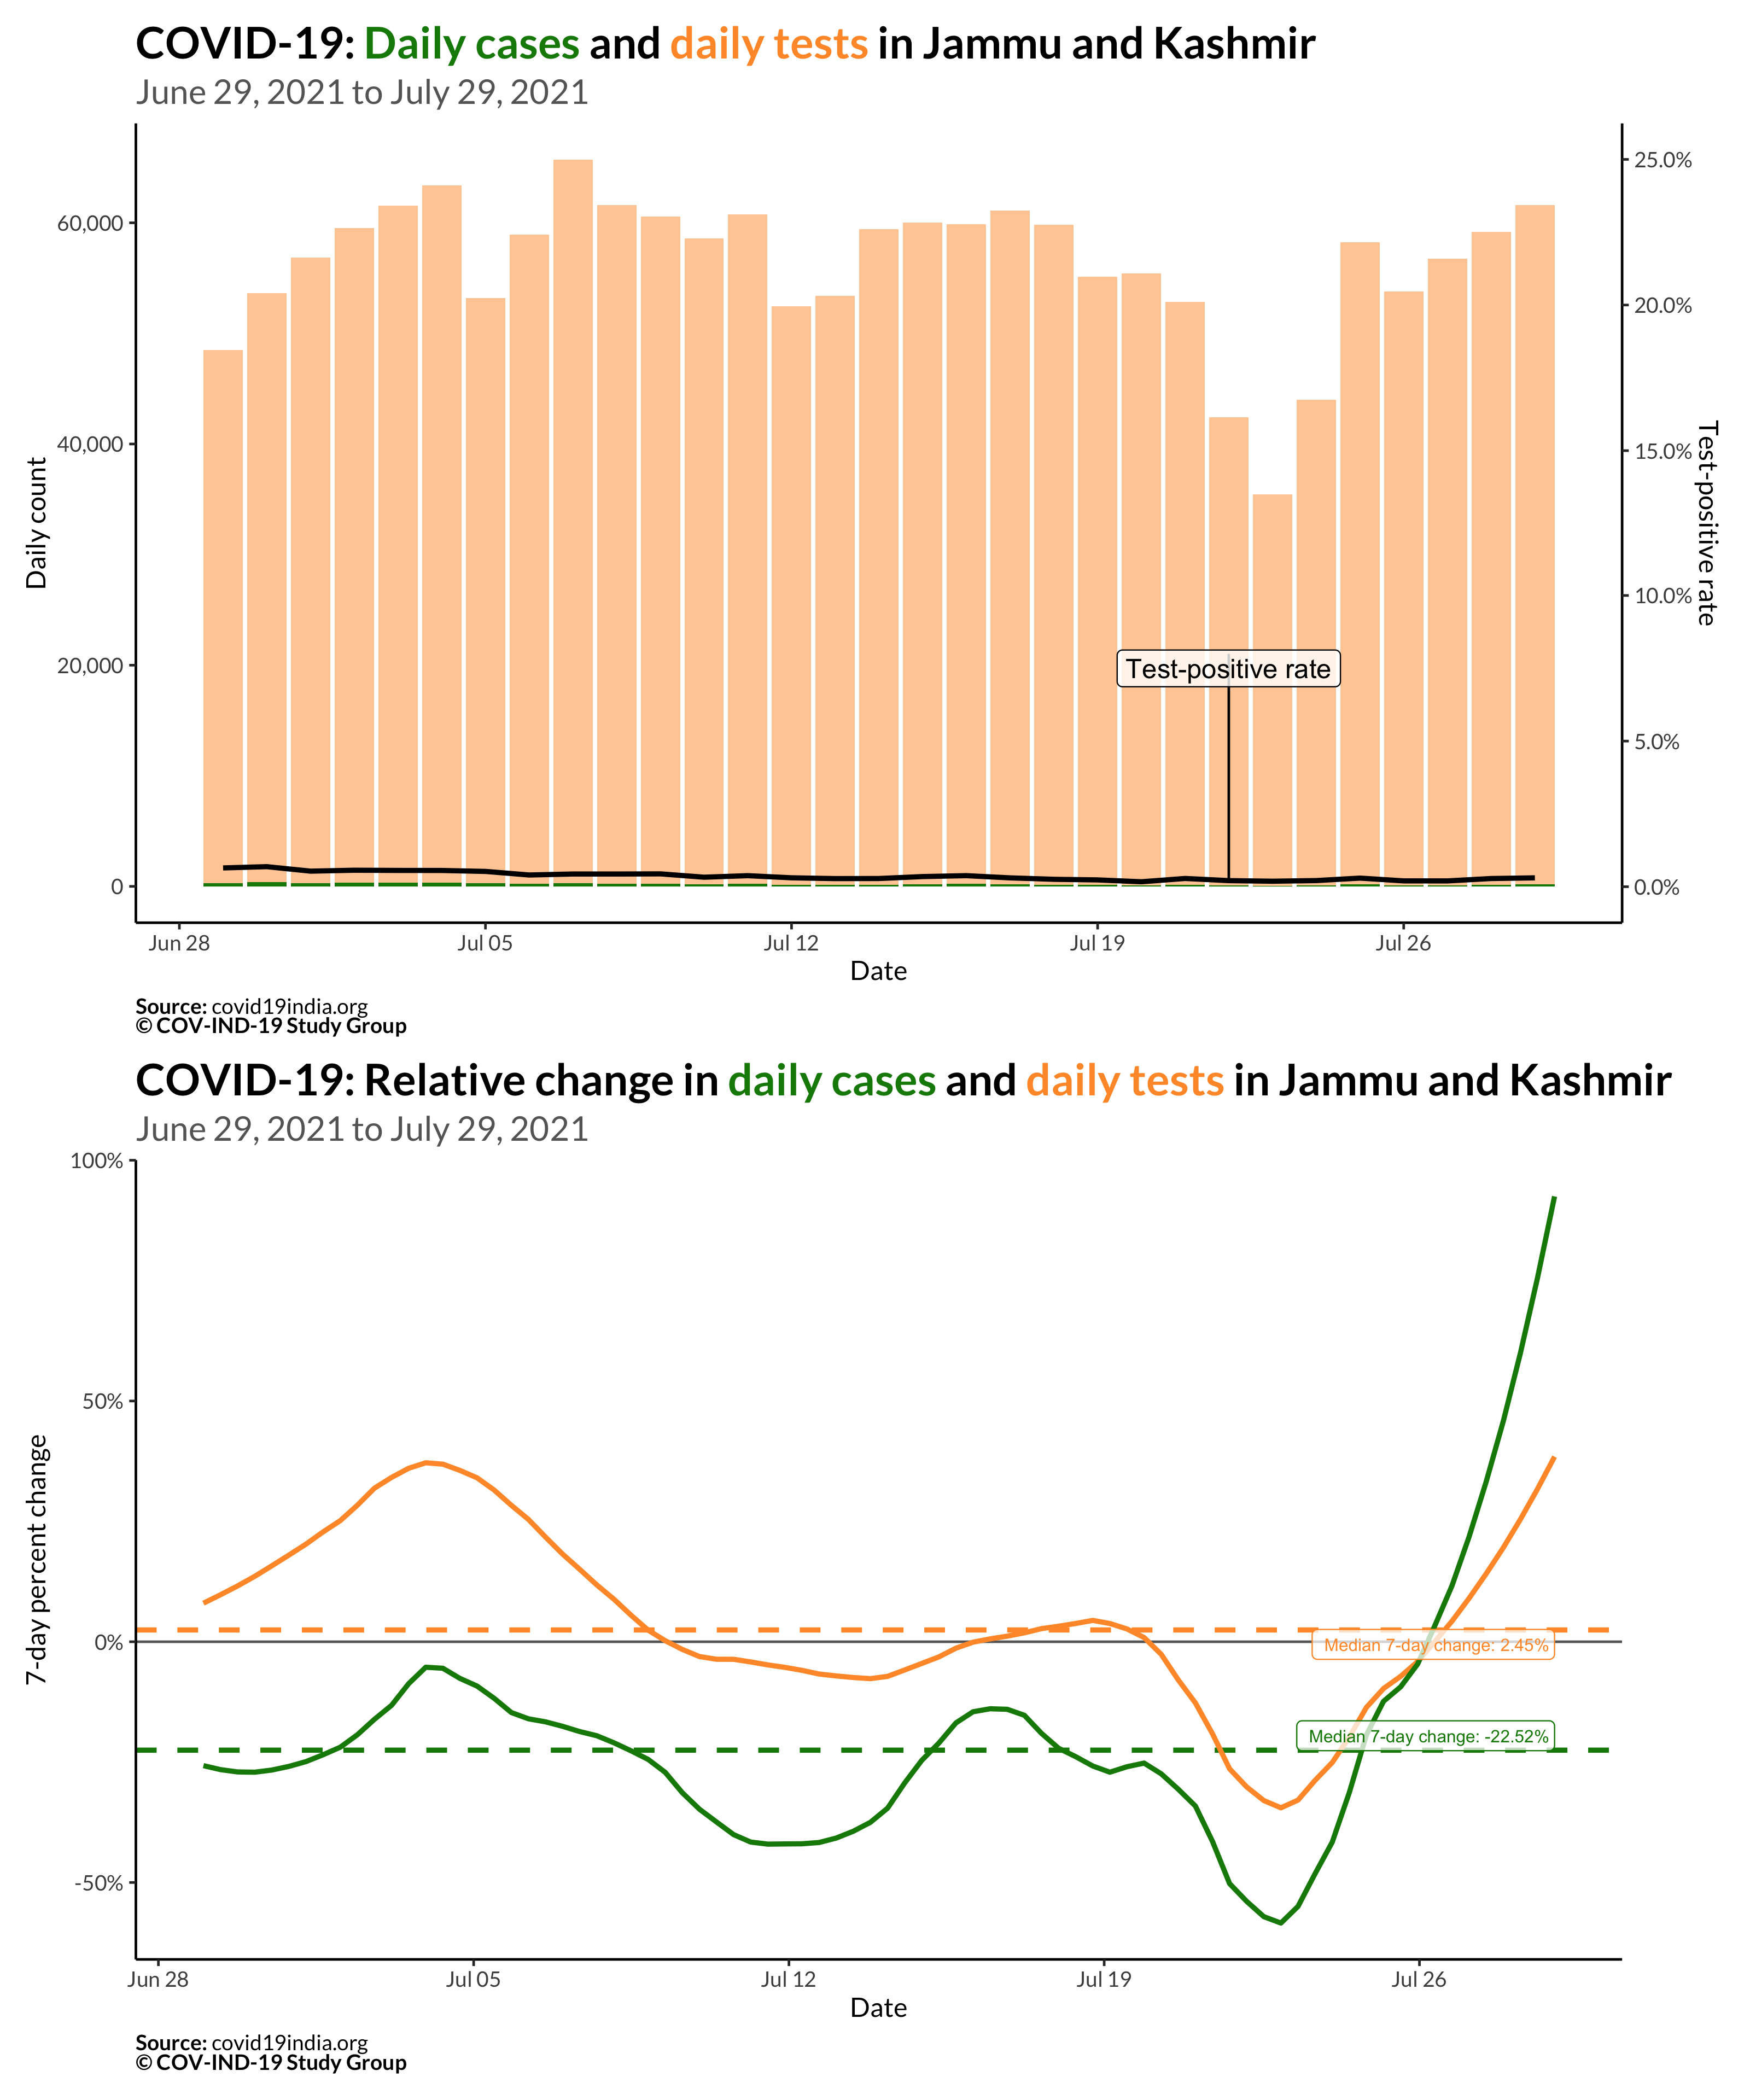 COVID-19: Daily cases and daily tests in Jammu and Kashmir
June 29, 2021 to July 29, 2021
Daily count
60,000
40,000
20,000
0
25.0%
20.0%
15.0%
10.0%
5.0%
0.0%
Test-positive rate
Test-positive rate
Jun 28
Jul 05
Jul 12
Jul 19
Jul 26
Date
Source: covid19india.org
© COV-IND-19 Study Group
COVID-19: Relative change in daily cases and daily tests in Jammu and Kashmir
June 29, 2021 to July 29, 2021
7-day percent change
100%
50%
0%
-50%
Median 7-day change: 2.45%
Median 7-day change: -22.52%
Jun 28
Jul 05
Jul 12
Jul 19
Jul 26
Date
Source: covid19india.org
© COV-IND-19 Study Group